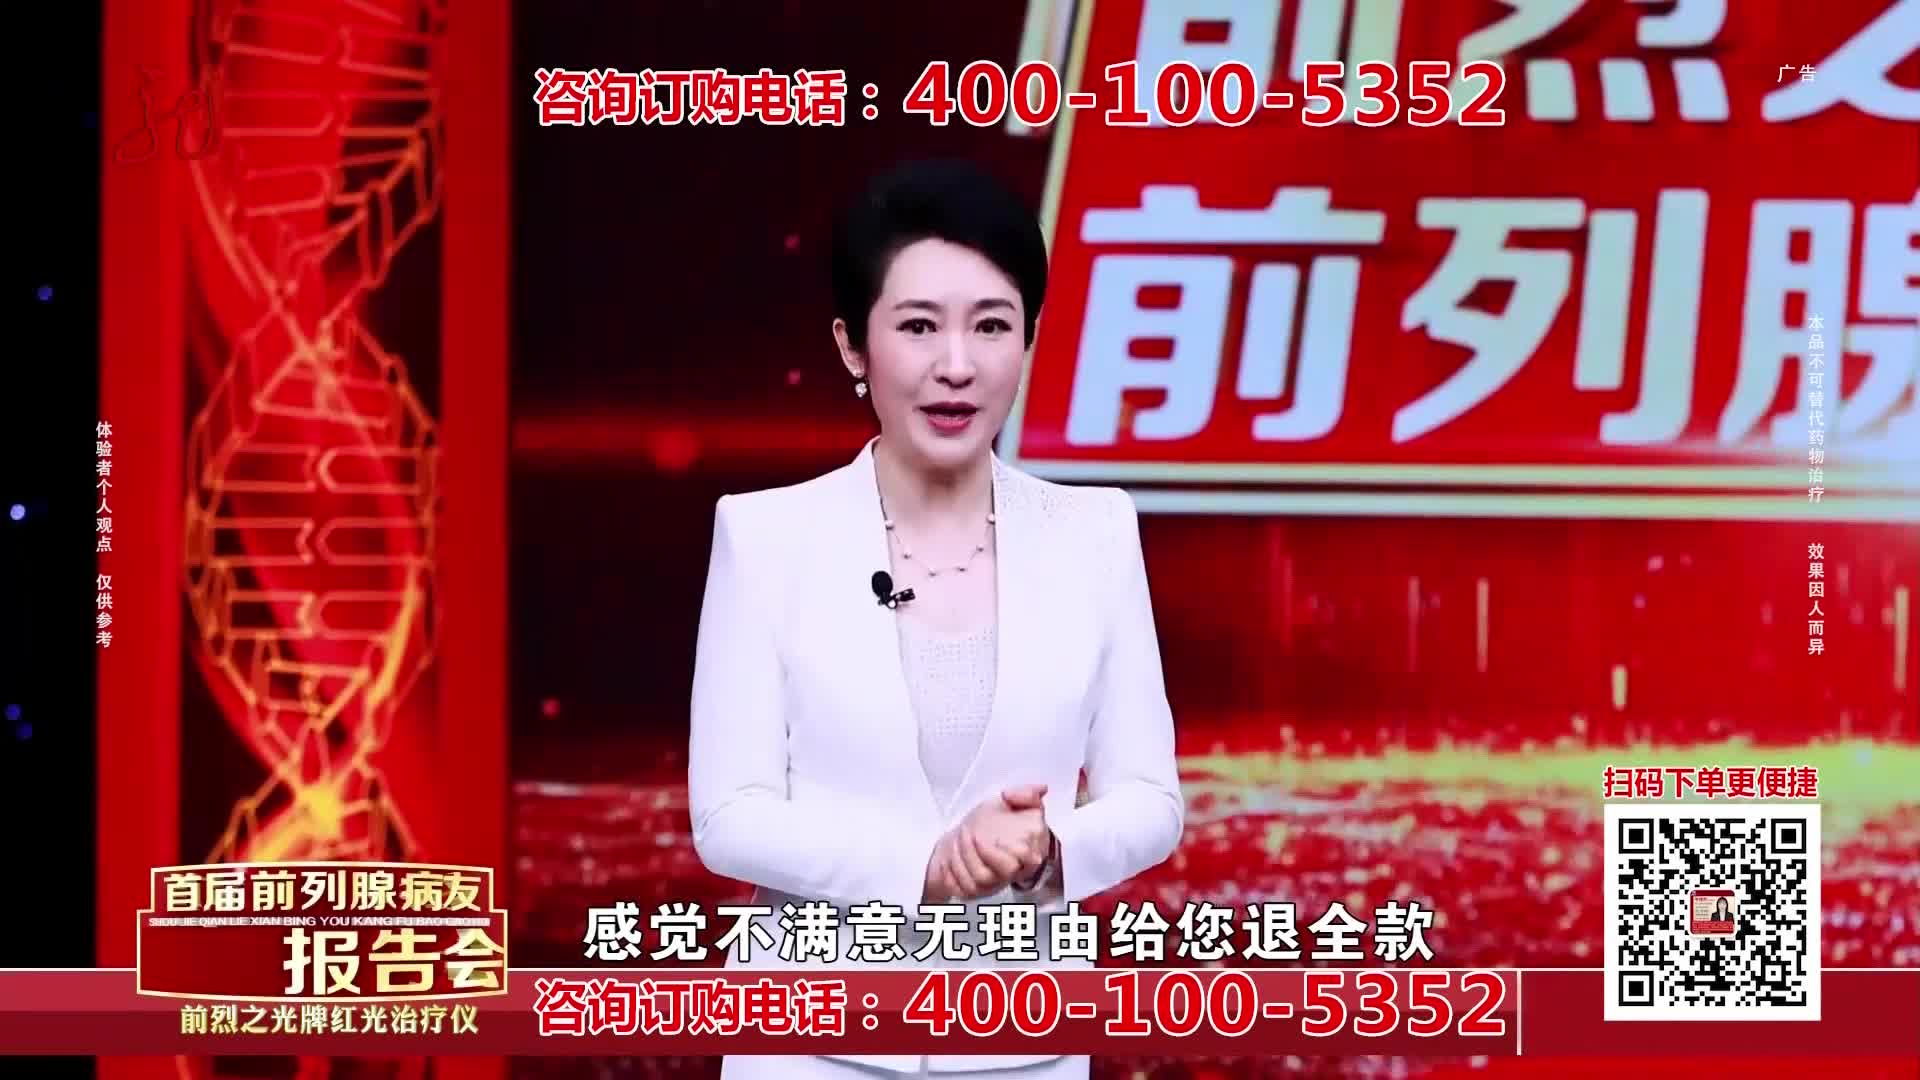 咨询订购电话：400-100-5352
广告
前烈之
前列腺
体验者个人观点 仅供参考
本品不可替代药物治疗 效果因人而异
扫码下单更便捷
首届前列腺病友
报告会
前烈之光牌红光治疗仪
感觉不满意无理由给您退全款
咨询订购电话：400-100-5352